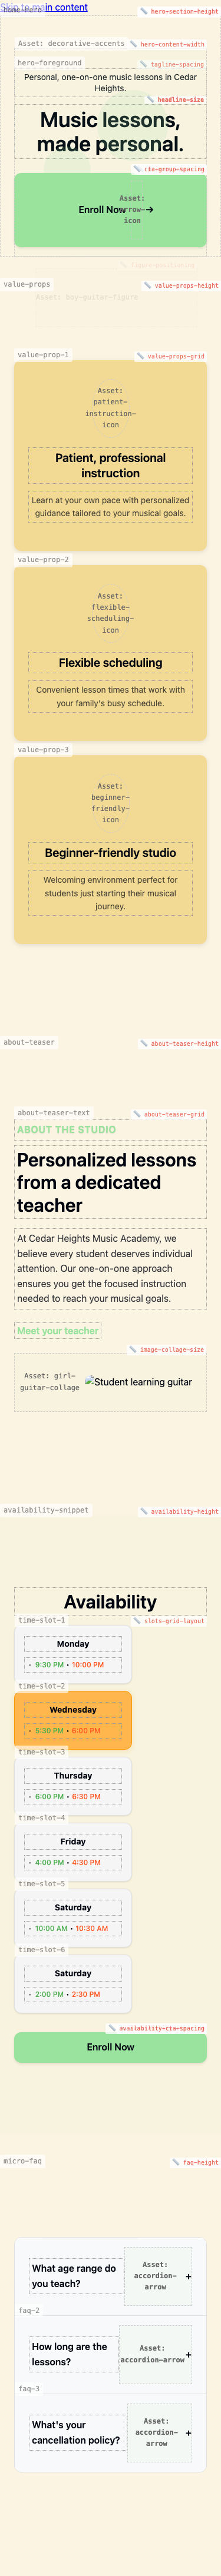 Skip to main content
home-hero
hero-section-height
Asset: decorative-accents
hero-content-width
hero-foreground
tagline-spacing
Personal, one-on-one music lessons in Cedar
Heights.
headline-size
Music lessons,
made personal.
cta-group-spacing
Enroll Now →
Asset:
arrow-
icon
figure-positioning
value-props
value-props-height
Asset: boy-guitar-figure
value-prop-1
value-props-grid
Asset:
patient-
instruction-
icon
Patient, professional
instruction
Learn at your own pace with personalized
guidance tailored to your musical goals.
value-prop-2
Asset:
flexible-
scheduling-
icon
Flexible scheduling
Convenient lesson times that work with
your family's busy schedule.
value-prop-3
Asset:
beginner-
friendly-
icon
Beginner-friendly studio
Welcoming environment perfect for
students just starting their musical
journey.
about-teaser
about-teaser-height
about-teaser-text
about-teaser-grid
ABOUT THE STUDIO
Personalized lessons
from a dedicated
teacher
At Cedar Heights Music Academy, we
believe every student deserves individual
attention. Our one-on-one approach
ensures you get the focused instruction
needed to reach your musical goals.
Meet your teacher
image-collage-size
Asset: girl-
guitar-collage
Student learning guitar
availability-snippet
availability-height
Availability
time-slot-1
slots-grid-layout
Monday
• 9:30 PM • 10:00 PM
time-slot-2
Wednesday
• 5:30 PM • 6:00 PM
time-slot-3
Thursday
• 6:00 PM • 6:30 PM
time-slot-4
Friday
• 4:00 PM • 4:30 PM
time-slot-5
Saturday
• 10:00 AM • 10:30 AM
time-slot-6
Saturday
• 2:00 PM • 2:30 PM
availability-cta-spacing
Enroll Now
micro-faq
faq-height
What age range do
you teach?
Asset:
accordion-
arrow
+
faq-2
How long are the
lessons?
Asset:
accordion-arrow
+
faq-3
What's your
cancellation policy?
Asset:
accordion-
arrow
+